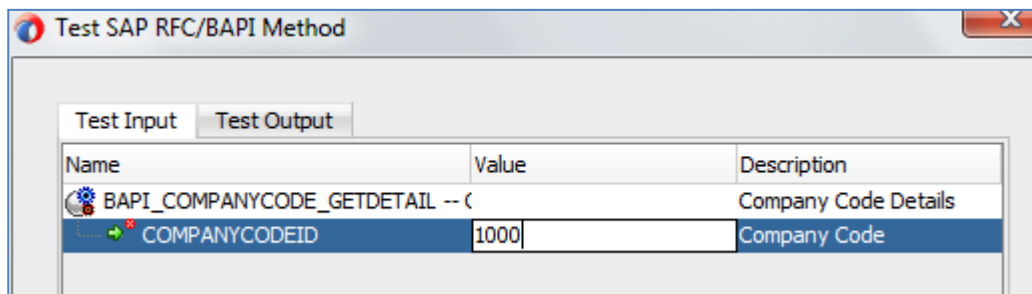 Test SAP RFC/BAPI Method
Test Input Test Output
Name Value Description
BAPI_COMPANYCODE_GETDETAIL -- Company Code Details
COMPANYCODEID 1000 Company Code